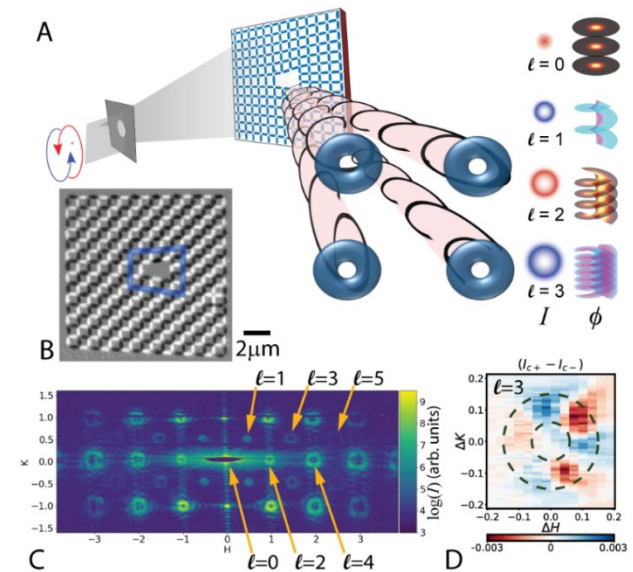 A
ℓ = 0
ℓ = 1
ℓ = 2
ℓ = 3
I ϕ
B
2μm
ℓ=1 ℓ=3 ℓ=5
1.5
1.0
0.5
0.0
-0.5
-1.0
-1.5
K
-3 -2 -1 0 1 2 3
H
9
8
7
6
5
4
3
log(I) (arb. units)
ℓ=0 ℓ=2 ℓ=4
C
(Ic+ − Ic−)
ℓ=3
0.2
0.1
0.0
-0.1
-0.2
ΔK
-0.2 -0.1 0.0 0.1 0.2
ΔH
-0.003 0.003
D